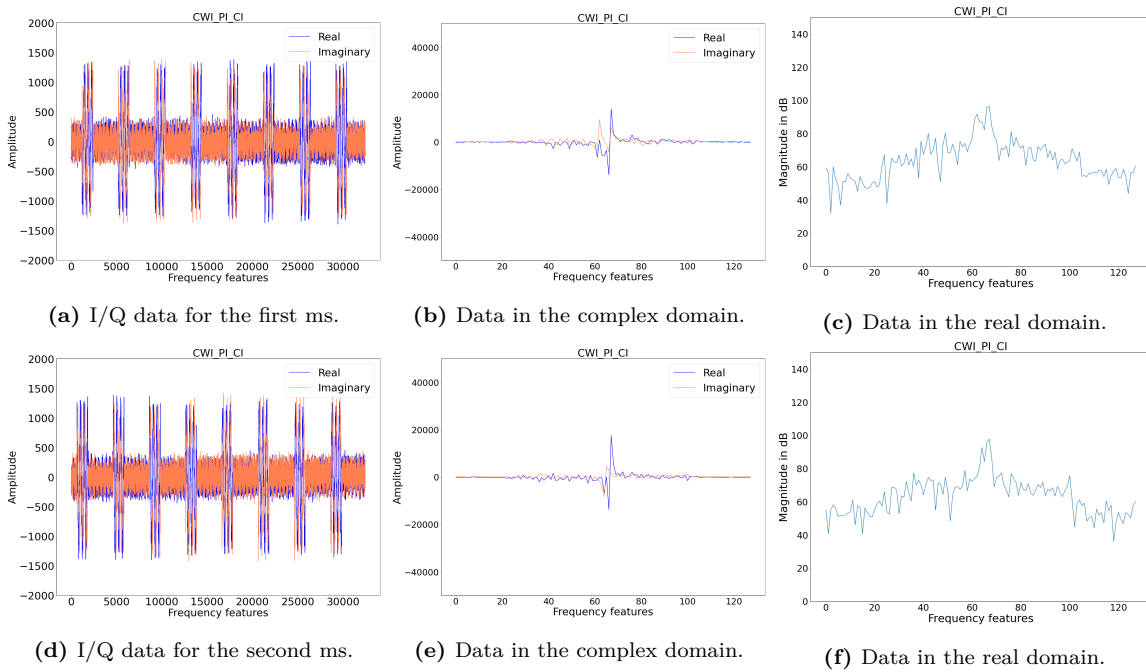 CWI_PI_CI
2000
1500
1000
500
0
−500
−1000
−1500
−2000
Amplitude
Real
Imaginary
0 5000 10000 15000 20000 25000 30000
Frequency features
(a) I/Q data for the first ms.
CWI_PI_CI
40000
20000
0
−20000
−40000
Amplitude
Real
Imaginary
0 20 40 60 80 100 120
Frequency features
(b) Data in the complex domain.
CWI_PI_CI
140
120
100
80
60
40
20
0
Magnitude in dB
0 20 40 60 80 100 120
Frequency features
(c) Data in the real domain.
CWI_PI_CI
2000
1500
1000
500
0
−500
−1000
−1500
−2000
Amplitude
Real
Imaginary
0 5000 10000 15000 20000 25000 30000
Frequency features
(d) I/Q data for the second ms.
CWI_PI_CI
40000
20000
0
−20000
−40000
Amplitude
Real
Imaginary
0 20 40 60 80 100 120
Frequency features
(e) Data in the complex domain.
CWI_PI_CI
140
120
100
80
60
40
20
0
Magnitude in dB
0 20 40 60 80 100 120
Frequency features
(f) Data in the real domain.